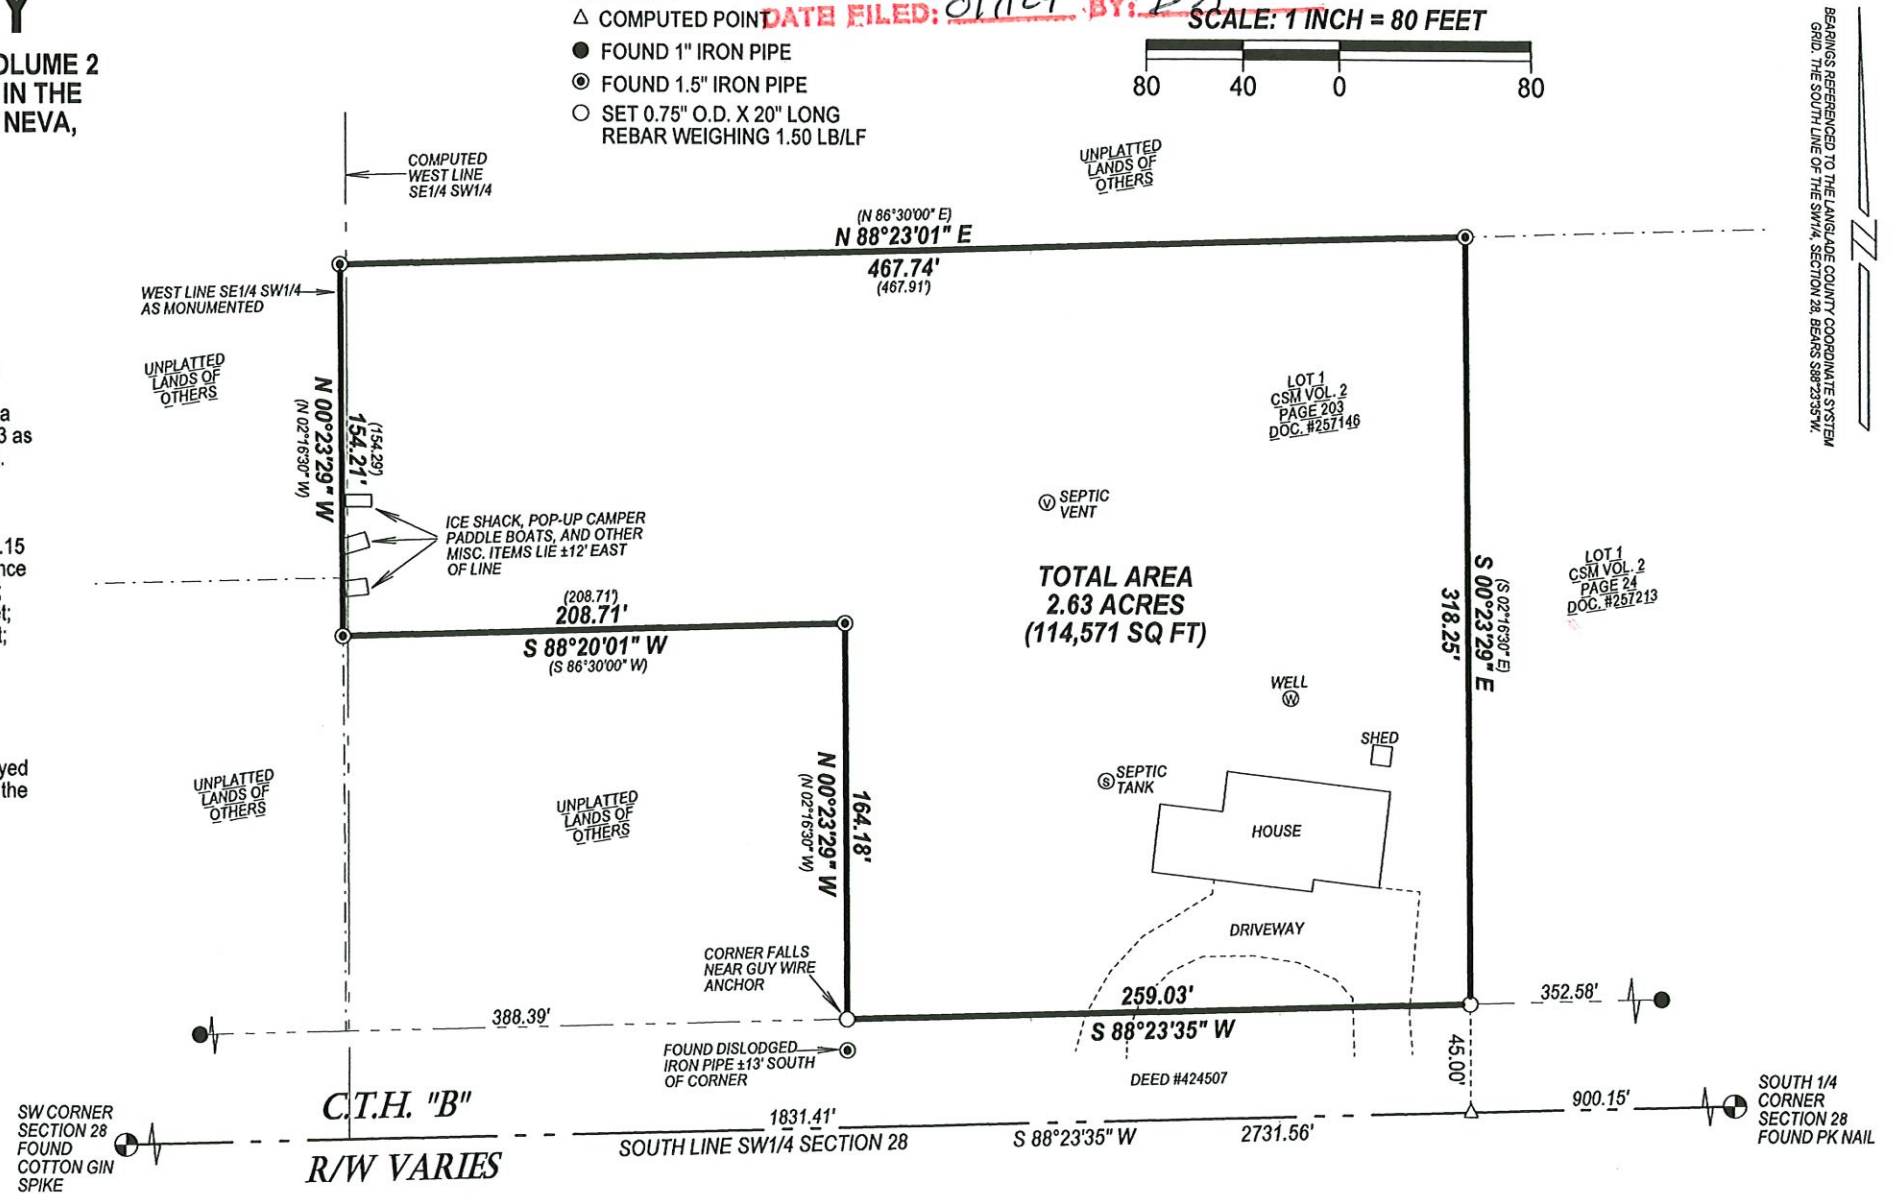 Y
OLUME 2
IN THE
NEVA,
a
3 as
.15
nce
et;
t;
yed
the
△ COMPUTED POINT
DATE FILED: BY:
● FOUND 1" IRON PIPE
FOUND 1.5" IRON PIPE
○ SET 0.75" O.D. X 20" LONG
REBAR WEIGHING 1.50 LB/LF
SCALE: 1 INCH = 80 FEET
80 40 0 80
BEARINGS REFERENCED TO THE LANGLADE COUNTY COORDINATE SYSTEM
GRID. THE SOUTH LINE OF THE SW1/4, SECTION 28, BEARS S88°23'35"W.
COMPUTED
WEST LINE
SE1/4 SW1/4
UNPLATTED
LANDS OF
OTHERS
(N 86°30'00" E)
N 88°23'01" E
467.74'
(467.91')
WEST LINE SE1/4 SW1/4
AS MONUMENTED
UNPLATTED
LANDS OF
OTHERS
N 00°23'29" W
(N 02°16'30" W)
(154.29')
154.21'
LOT 1
CSM VOL. 2
PAGE 203
DOC. #257146
SEPTIC
VENT
V
ICE SHACK, POP-UP CAMPER
PADDLE BOATS, AND OTHER
MISC. ITEMS LIE ±12' EAST
OF LINE
TOTAL AREA
2.63 ACRES
(114,571 SQ FT)
(S 02°16'30" E)
S 00°23'29" E
318.25'
LOT 1
CSM VOL. 2
PAGE 24
DOC. #257213
(208.71')
208.71'
S 88°20'01" W
(S 86°30'00" W)
WELL
W
SHED
SEPTIC
TANK
S
HOUSE
UNPLATTED
LANDS OF
OTHERS
UNPLATTED
LANDS OF
OTHERS
N 00°23'29" W
(N 02°16'30" W)
164.18'
DRIVEWAY
CORNER FALLS
NEAR GUY WIRE
ANCHOR
259.03'
S 88°23'35" W
352.58'
388.39'
FOUND DISLODGED
IRON PIPE ±13' SOUTH
OF CORNER
45.00'
DEED #424507
C.T.H. "B"
R/W VARIES
SW CORNER
SECTION 28
FOUND
COTTON GIN
SPIKE
1831.41'
SOUTH LINE SW1/4 SECTION 28
S 88°23'35" W
2731.56'
900.15'
SOUTH 1/4
CORNER
SECTION 28
FOUND PK NAIL